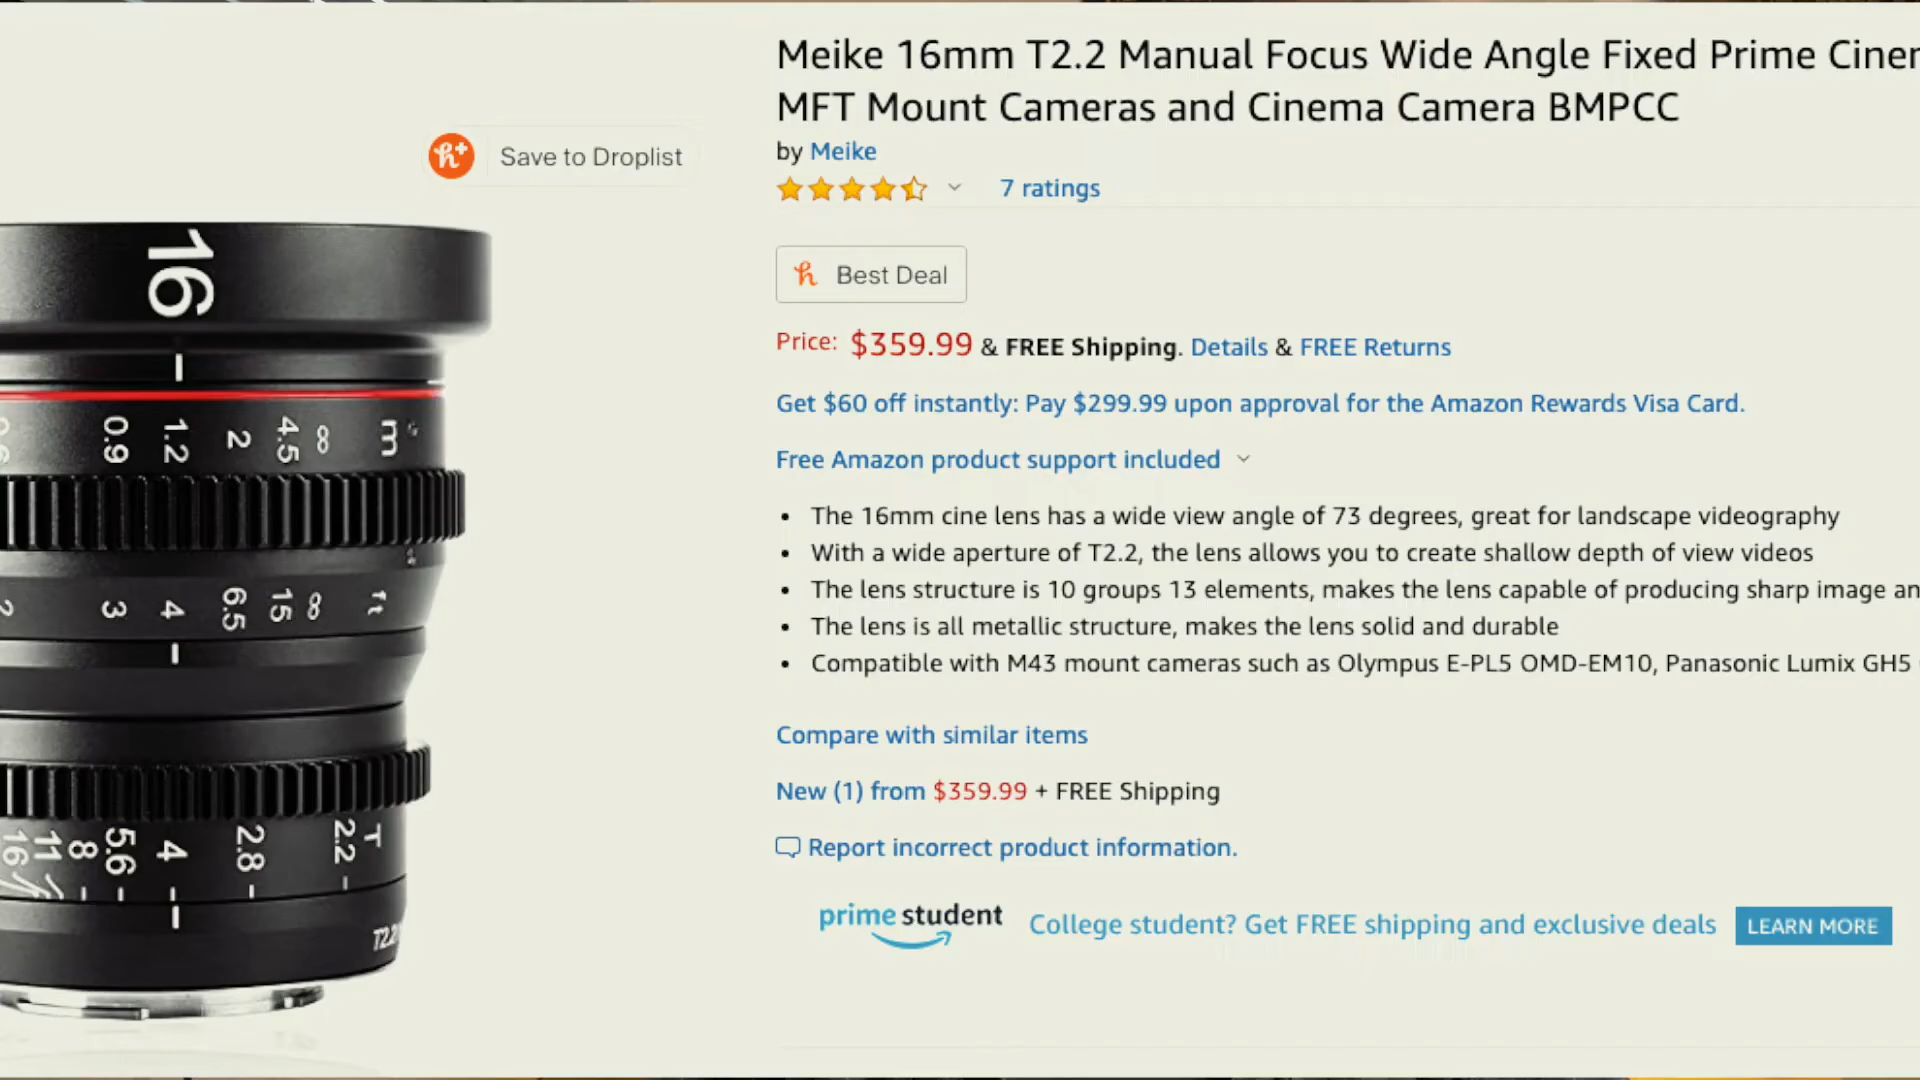 Meike 16mm T2.2 Manual Focus Wide Angle Fixed Prime
MFT Mount Cameras and Cinema Camera BMPCC
Save to Droplist
by Meike
7 ratings
Best Deal
Price: $359.99 & FREE Shipping. Details & FREE Returns
Get $60 off instantly: Pay $299.99 upon approval for the Amazon Rewards Visa Card.
Free Amazon product support included
• The 16mm cine lens has a wide view angle of 73 degrees, great for landscape videography
• With a wide aperture of T2.2, the lens allows you to create shallow depth of view videos
• The lens structure is 10 groups 13 elements, makes the lens capable of producing sharp image
• The lens is all metallic structure, makes the lens solid and durable
• Compatible with M43 mount cameras such as Olympus E-PL5 OMD-EM10, Panasonic Lumix GH5
Compare with similar items
New (1) from $359.99 + FREE Shipping
Report incorrect product information.
prime student College student? Get FREE shipping and exclusive deals LEARN MORE
16
0.9 1.2 2 4.5 ∞ m
3 4 6.5 15 ∞ ft
16 11 8 5.6 4 2.8 2.2 T
T2.2